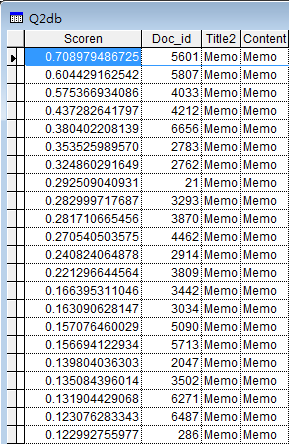 Q2db
Scoren Doc_id Title2 Content
0.708979486725 5601 Memo Memo
0.604429162542 5807 Memo Memo
0.575366934086 4033 Memo Memo
0.437282641797 4212 Memo Memo
0.380402208139 6656 Memo Memo
0.353525989570 2783 Memo Memo
0.324860291649 2762 Memo Memo
0.292509040931 21 Memo Memo
0.282999717687 3293 Memo Memo
0.281710665456 3870 Memo Memo
0.270540503575 4462 Memo Memo
0.240824064878 2914 Memo Memo
0.221296644564 3809 Memo Memo
0.166395311046 3442 Memo Memo
0.163090628147 3034 Memo Memo
0.157076460029 5090 Memo Memo
0.156694122934 5713 Memo Memo
0.139804036303 2047 Memo Memo
0.135084396014 3502 Memo Memo
0.131904429068 6271 Memo Memo
0.123076283343 6487 Memo Memo
0.122992755977 286 Memo Memo